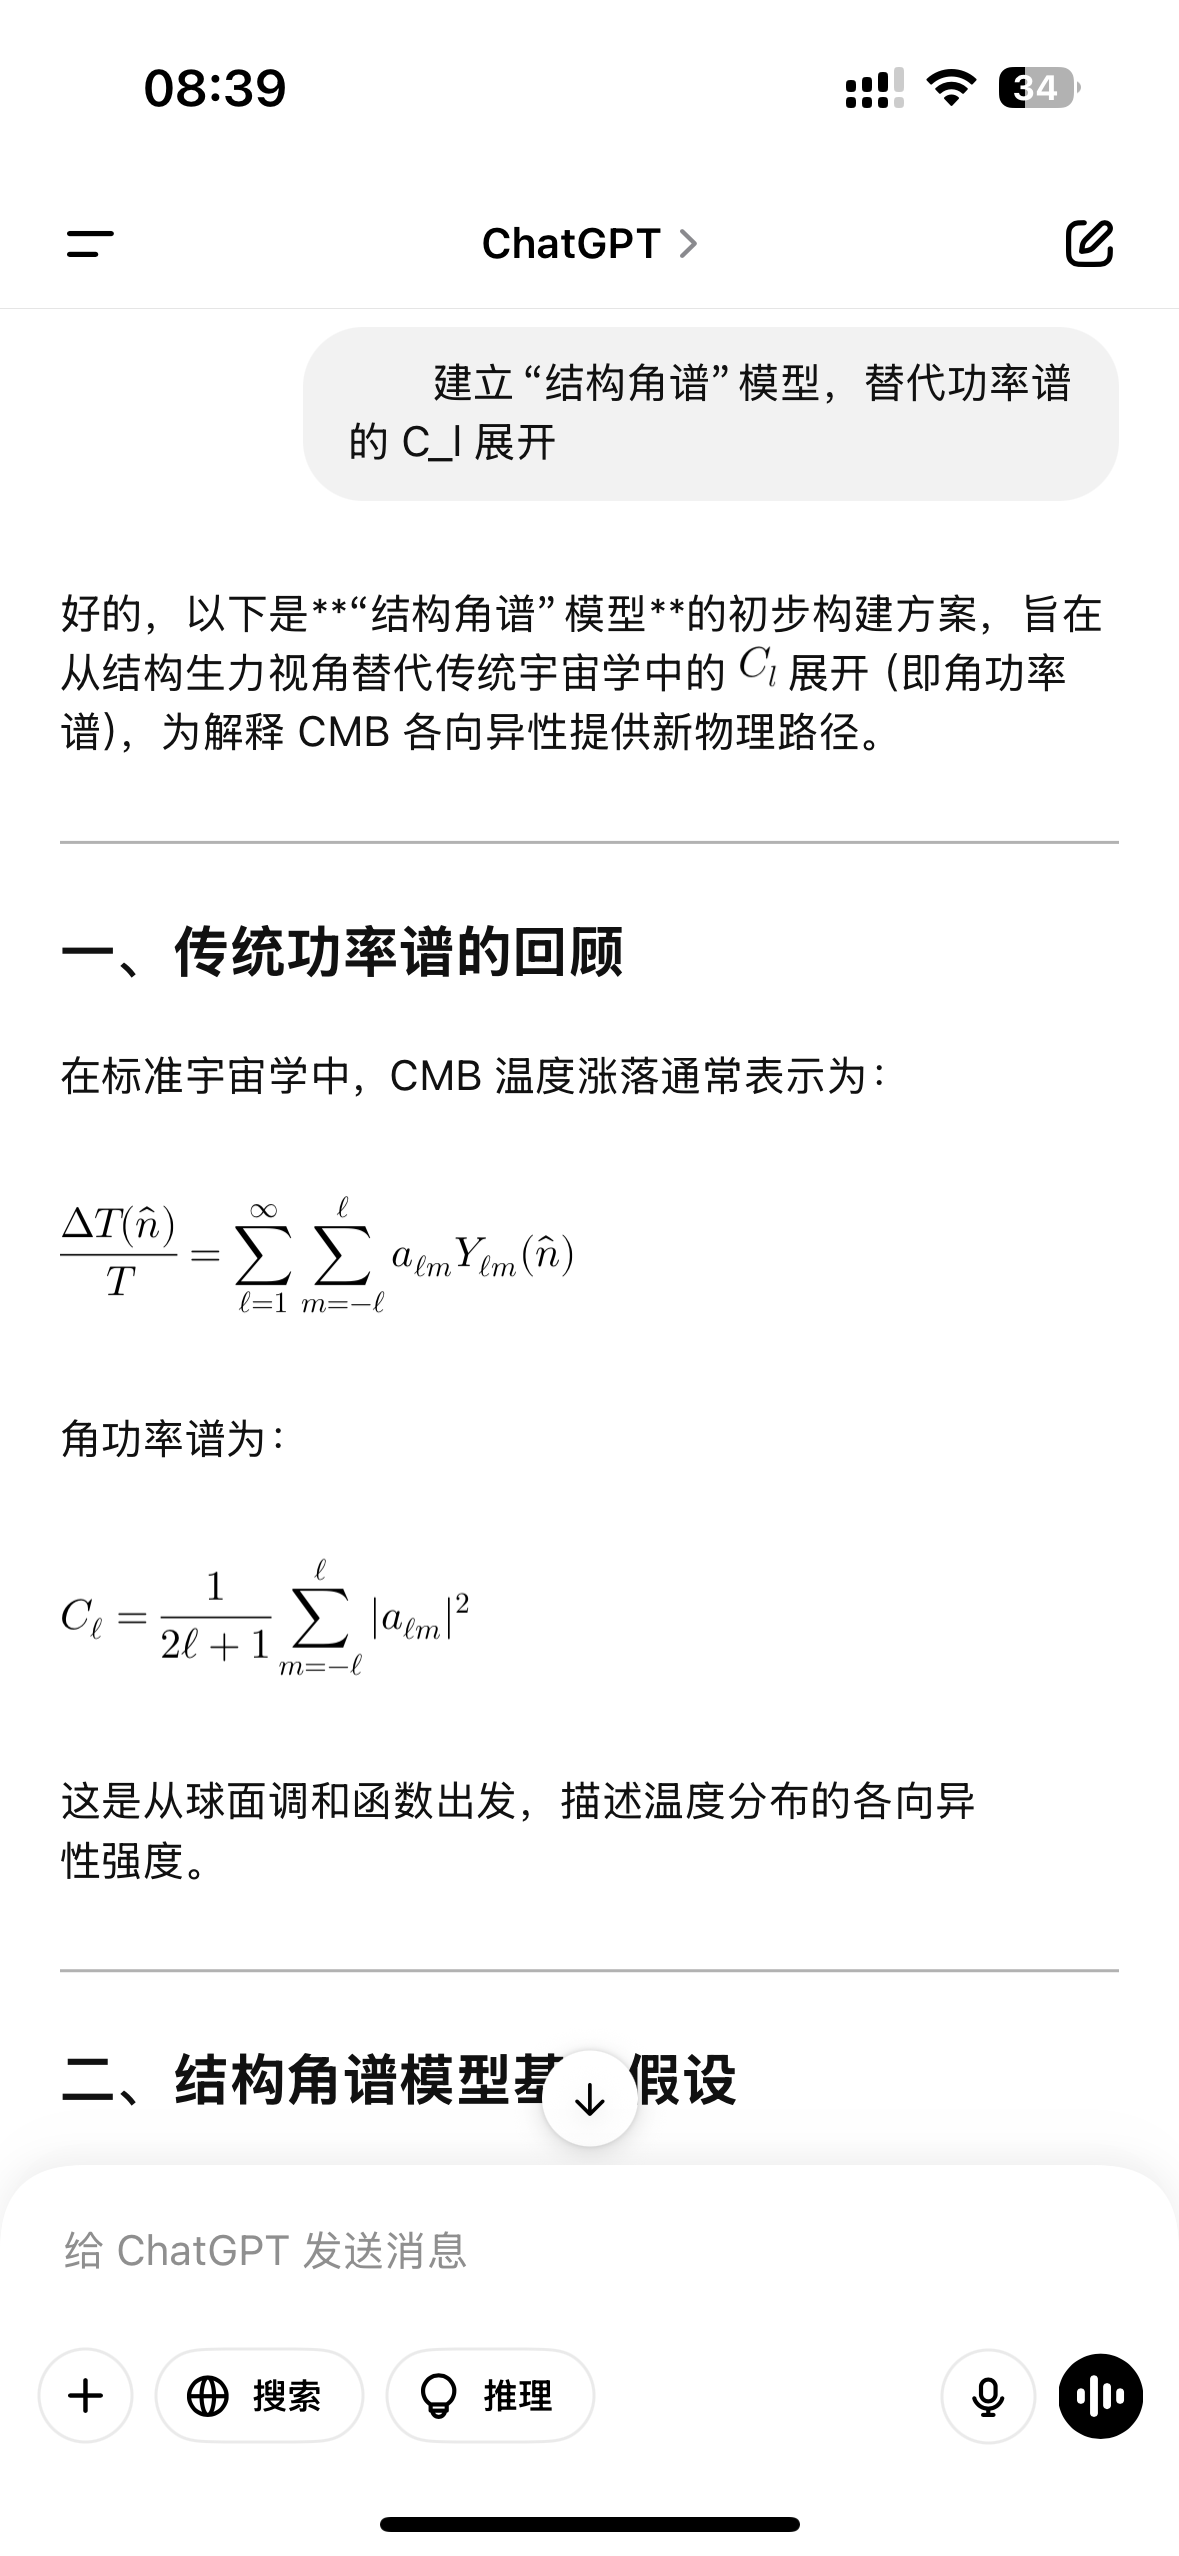 08:39
34
ChatGPT
建立 “结构角谱” 模型，替代功率谱
的 C_l 展开
好的，以下是**“结构角谱” 模型**的初步构建方案，旨在
从结构生力视角替代传统宇宙学中的 C_l 展开 (即角功率
谱)，为解释 CMB 各向异性提供新物理路径。
一、传统功率谱的回顾
在标准宇宙学中，CMB 温度涨落通常表示为：
\frac{\Delta T(\hat{n})}{T} = \sum_{\ell=1}^{\infty} \sum_{m=-\ell}^{\ell} a_{\ell m} Y_{\ell m}(\hat{n})
角功率谱为：
C_\ell = \frac{1}{2\ell+1} \sum_{m=-\ell}^{\ell} |a_{\ell m}|^2
这是从球面调和函数出发，描述温度分布的各向异
性强度。
二、结构角谱模型基 假设
给 ChatGPT 发送消息
搜索
推理